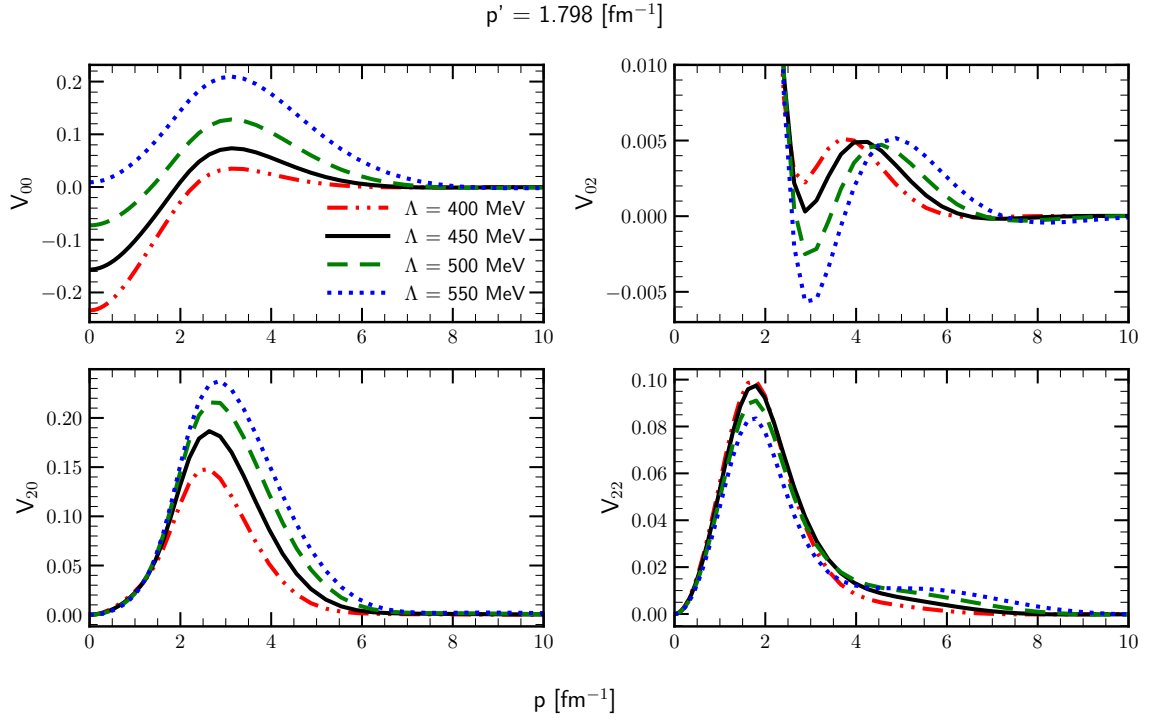 p' = 1.798 [fm⁻¹]
V₀₀
0.2
0.1
0.0
−0.1
−0.2
0 2 4 6 8 10
Λ = 400 MeV
Λ = 450 MeV
Λ = 500 MeV
Λ = 550 MeV
V₀₂
0.010
0.005
0.000
−0.005
0 2 4 6 8 10
V₂₀
0.20
0.15
0.10
0.05
0.00
0 2 4 6 8 10
V₂₂
0.10
0.08
0.06
0.04
0.02
0.00
0 2 4 6 8 10
p [fm⁻¹]